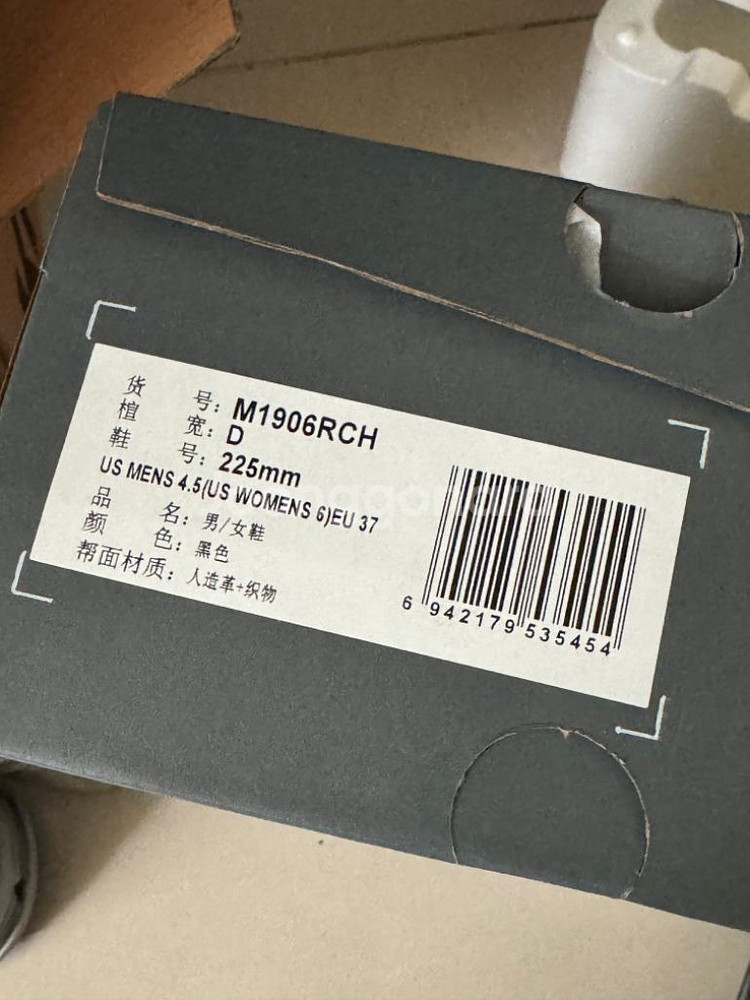 货 号: M1906RCH
楦 宽: D
鞋 号: 225mm
US MENS 4.5(US WOMENS 6)EU 37
品 名: 男/女鞋
颜 色: 黑色
帮面材质: 人造革+织物
6 942179 535454